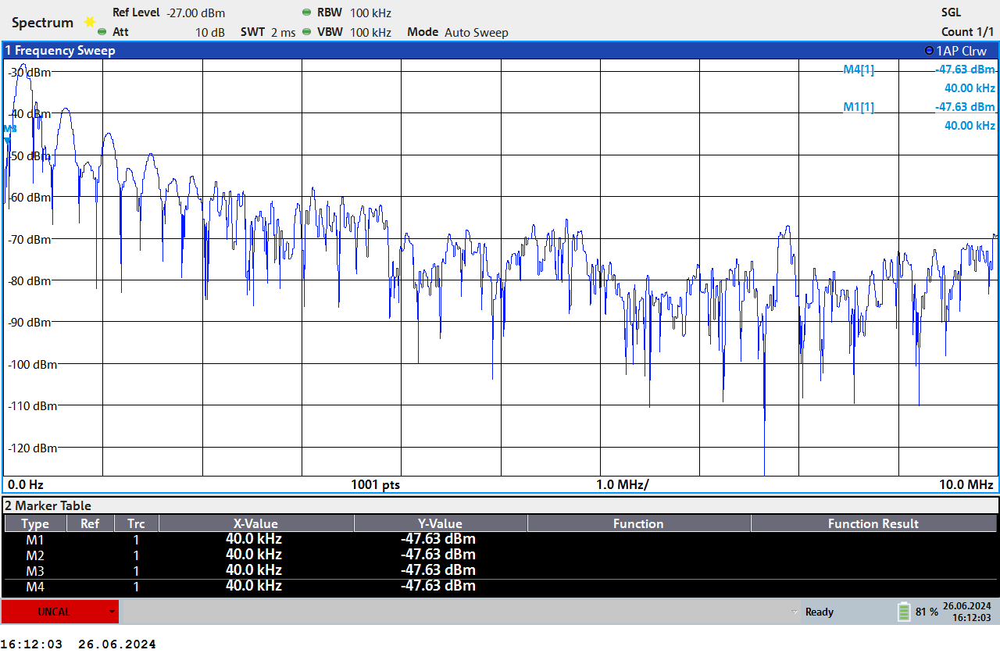 Spectrum
Ref Level -27.00 dBm
RBW 100 kHz
SGL
Att 10 dB SWT 2 ms VBW 100 kHz Mode Auto Sweep
Count 1/1
1 Frequency Sweep
1AP Clrw
M4[1] -47.63 dBm
40.00 kHz
M1[1] -47.63 dBm
40.00 kHz
-30 dBm
-40 dBm
-50 dBm
-60 dBm
-70 dBm
-80 dBm
-90 dBm
-100 dBm
-110 dBm
-120 dBm
0.0 Hz 1001 pts 1.0 MHz/ 10.0 MHz
2 Marker Table
Type Ref Trc X-Value Y-Value Function Function Result
M1 1 40.0 kHz -47.63 dBm
M2 1 40.0 kHz -47.63 dBm
M3 1 40.0 kHz -47.63 dBm
M4 1 40.0 kHz -47.63 dBm
UNCAL
Ready
81 %
26.06.2024
16:12:03
16:12:03 26.06.2024